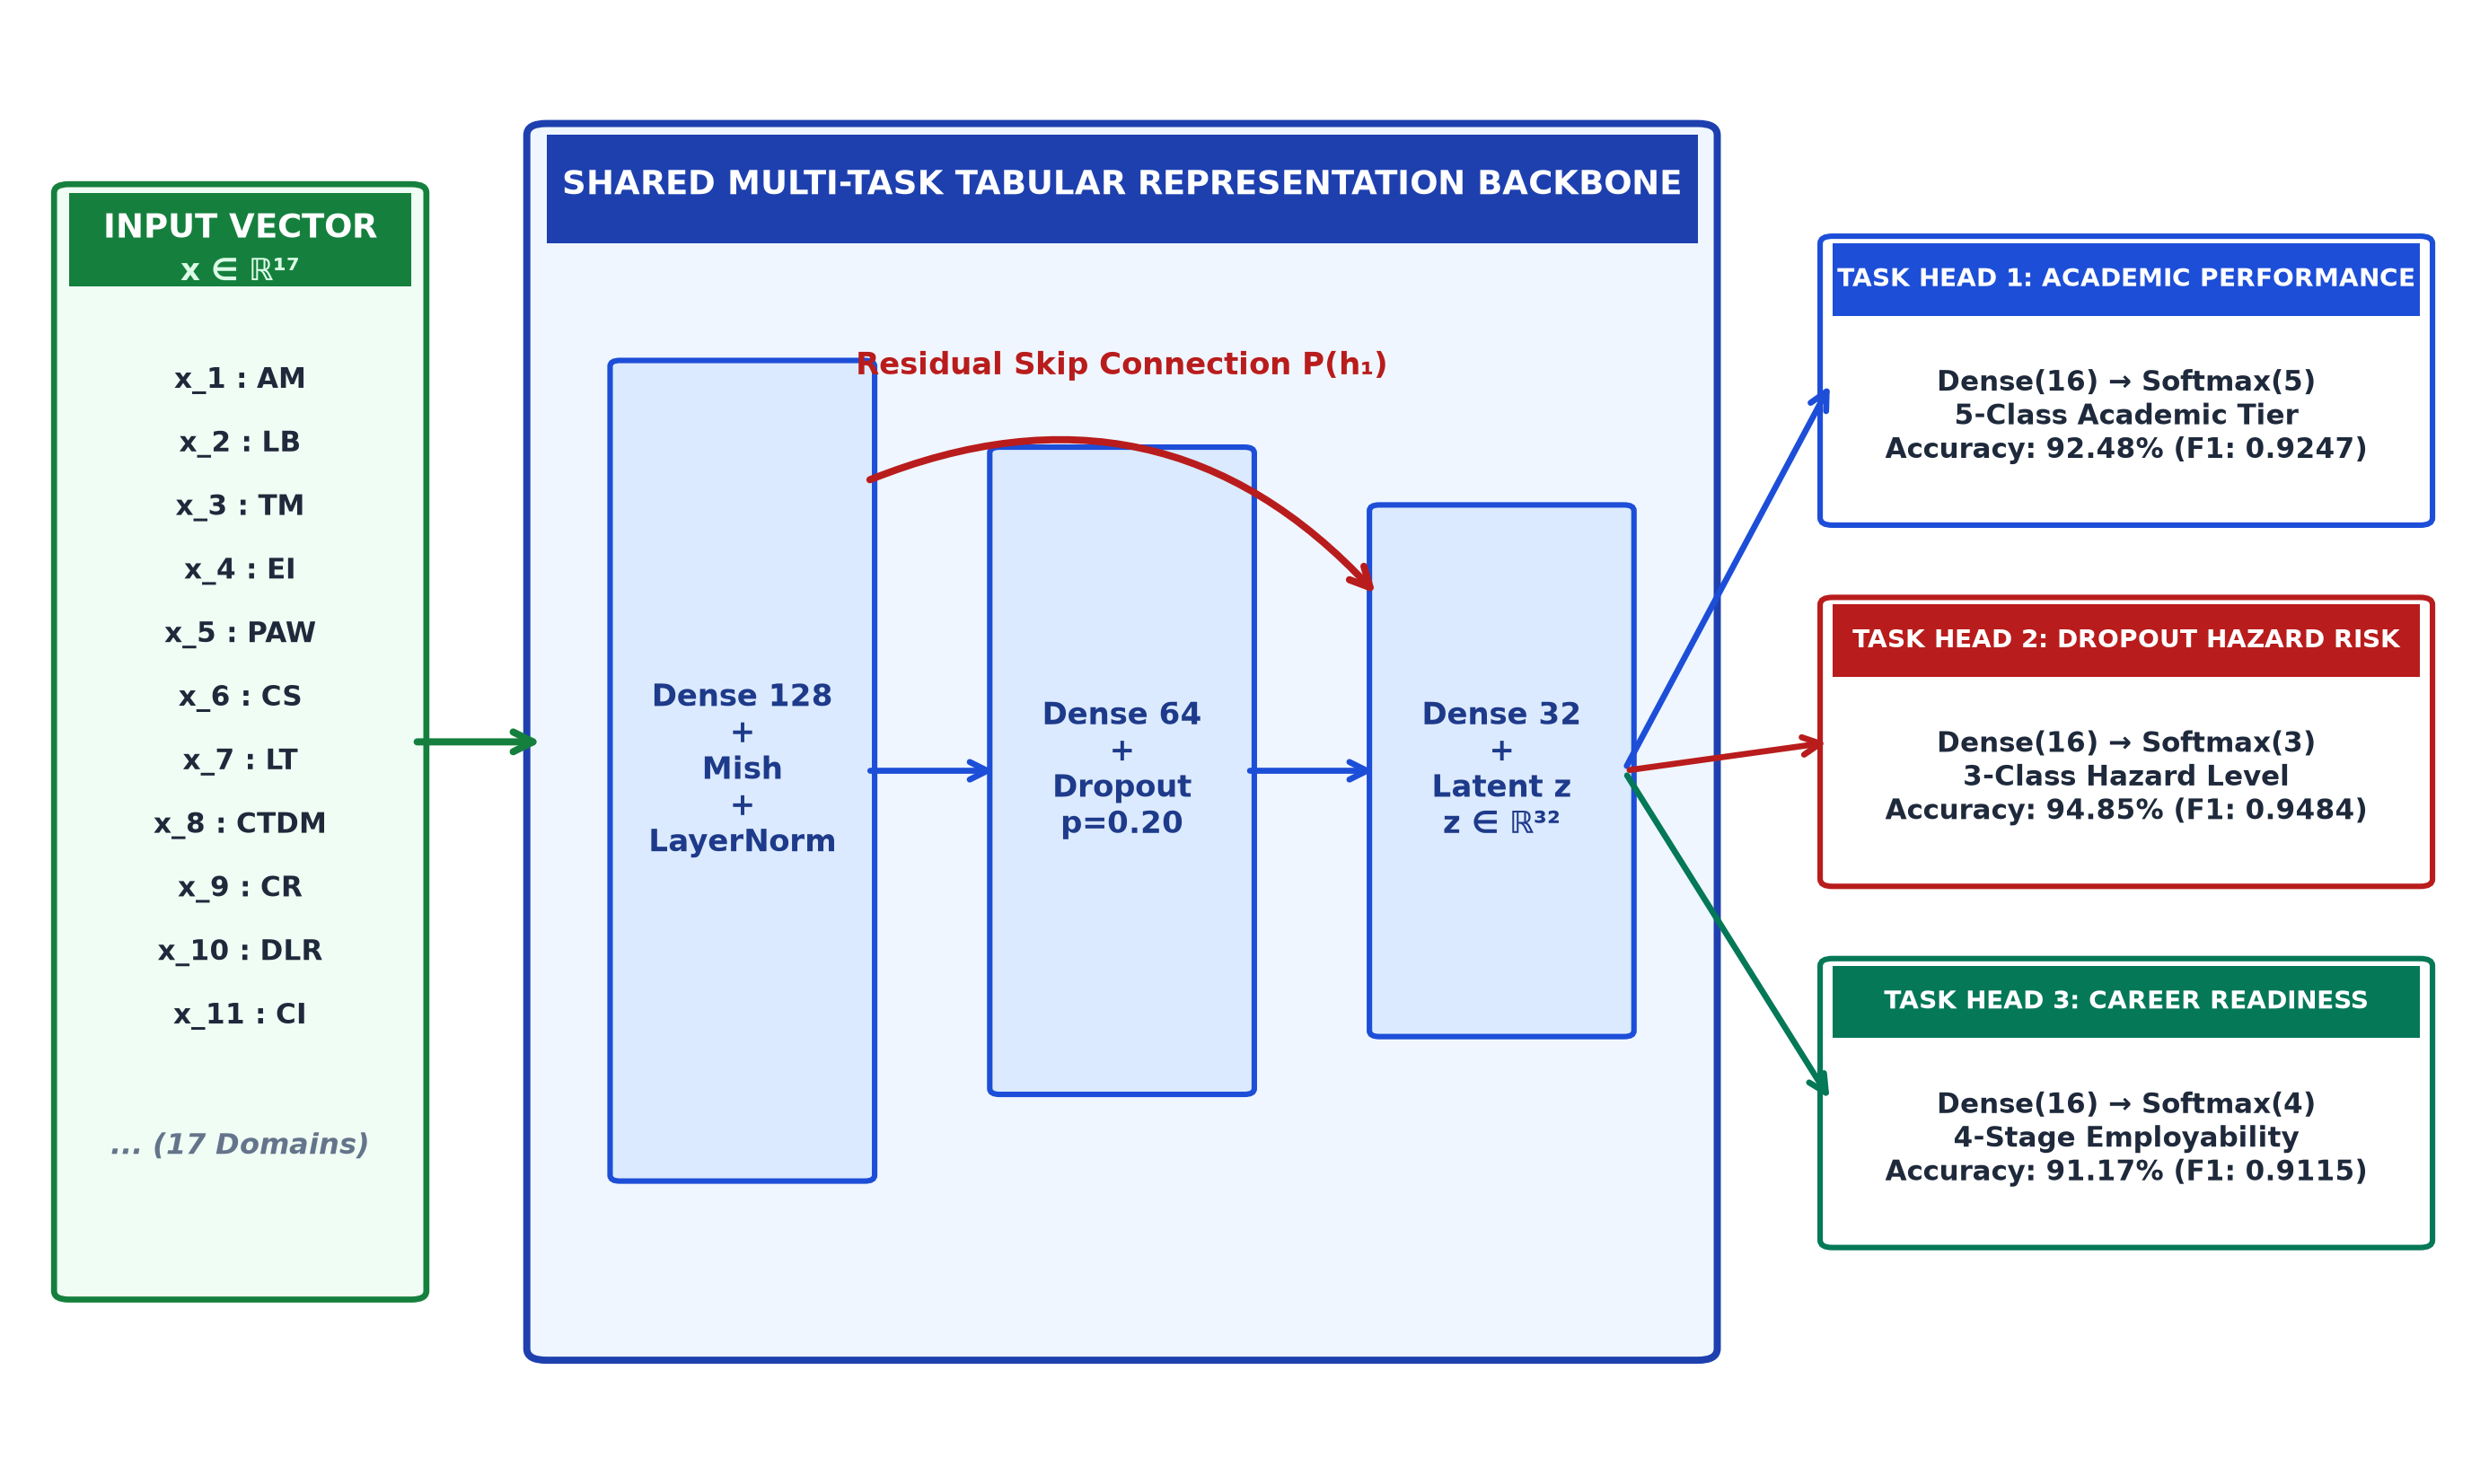 INPUT VECTOR
x ∈ ℝ¹⁷
x_1 : AM
x_2 : LB
x_3 : TM
x_4 : EI
x_5 : PAW
x_6 : CS
x_7 : LT
x_8 : CTDM
x_9 : CR
x_10 : DLR
x_11 : CI
... (17 Domains)
SHARED MULTI-TASK TABULAR REPRESENTATION BACKBONE
Residual Skip Connection P(h₁)
Dense 128
+
Mish
+
LayerNorm
Dense 64
+
Dropout
p=0.20
Dense 32
+
Latent z
z ∈ ℝ³²
TASK HEAD 1: ACADEMIC PERFORMANCE
Dense(16) → Softmax(5)
5-Class Academic Tier
Accuracy: 92.48% (F1: 0.9247)
TASK HEAD 2: DROPOUT HAZARD RISK
Dense(16) → Softmax(3)
3-Class Hazard Level
Accuracy: 94.85% (F1: 0.9484)
TASK HEAD 3: CAREER READINESS
Dense(16) → Softmax(4)
4-Stage Employability
Accuracy: 91.17% (F1: 0.9115)